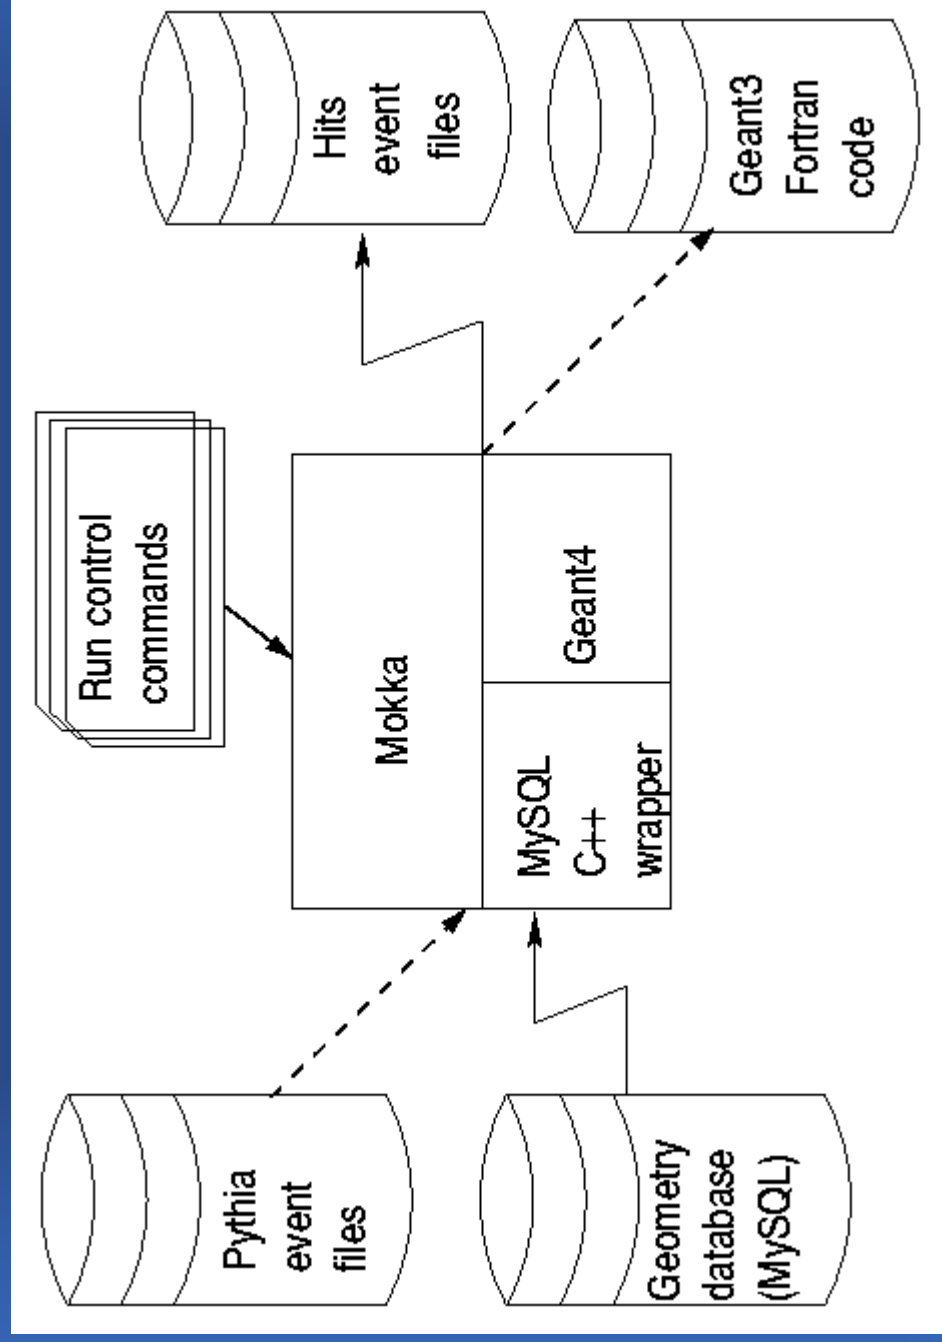 Run control
commands
Pythia
event
files
Mokka
Hits
event
files
Geometry
database
(MySQL)
MySQL
C++
wrapper
Geant4
Geant3
Fortran
code